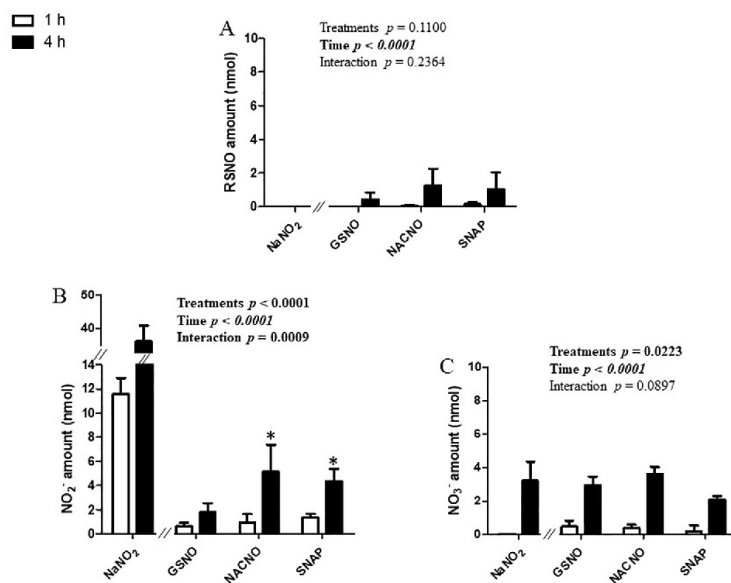 1 h
4 h
A
Treatments p = 0.1100
Time p < 0.0001
Interaction p = 0.2364
RSNO amount (nmol)
10
8
6
4
2
0
NaNO₂
GSNO
NACNO
SNAP
B
Treatments p < 0.0001
Time p < 0.0001
Interaction p = 0.0009
NO₂⁻ amount (nmol)
50
40
14
12
10
8
6
4
2
0
*
*
NaNO₂
GSNO
NACNO
SNAP
C
Treatments p = 0.0223
Time p < 0.0001
Interaction p = 0.0897
NO₃⁻ amount (nmol)
10
8
6
4
2
0
NaNO₂
GSNO
NACNO
SNAP